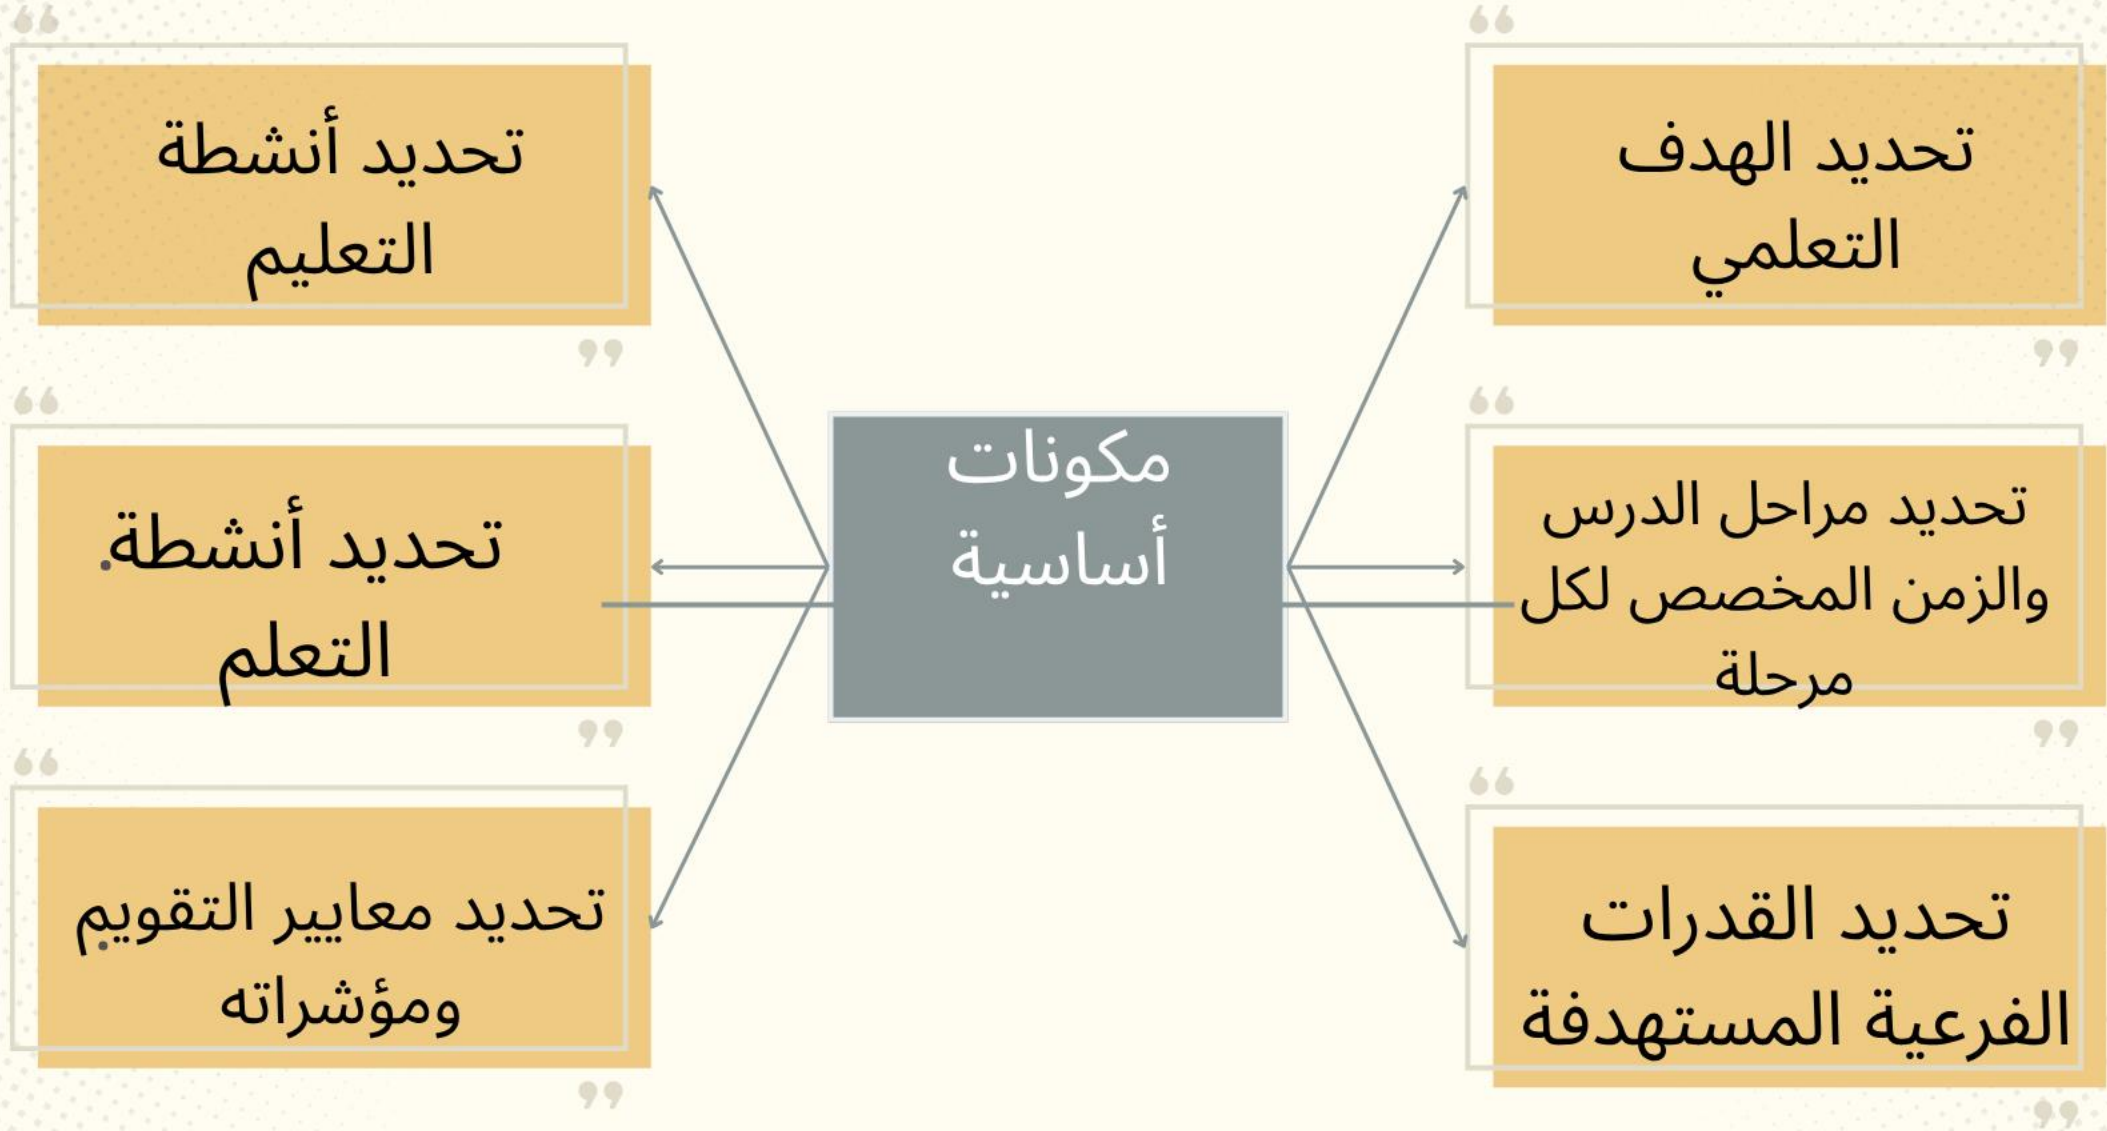 مكونات
أساسية
تحديد الهدف
التعلمي
تحديد مراحل الدرس
والزمن المخصص لكل
مرحلة
تحديد القدرات
الفرعية المستهدفة
تحديد أنشطة
التعليم
تحديد أنشطة.
التعلم
تحديد معايير التقويم.
ومؤشراته